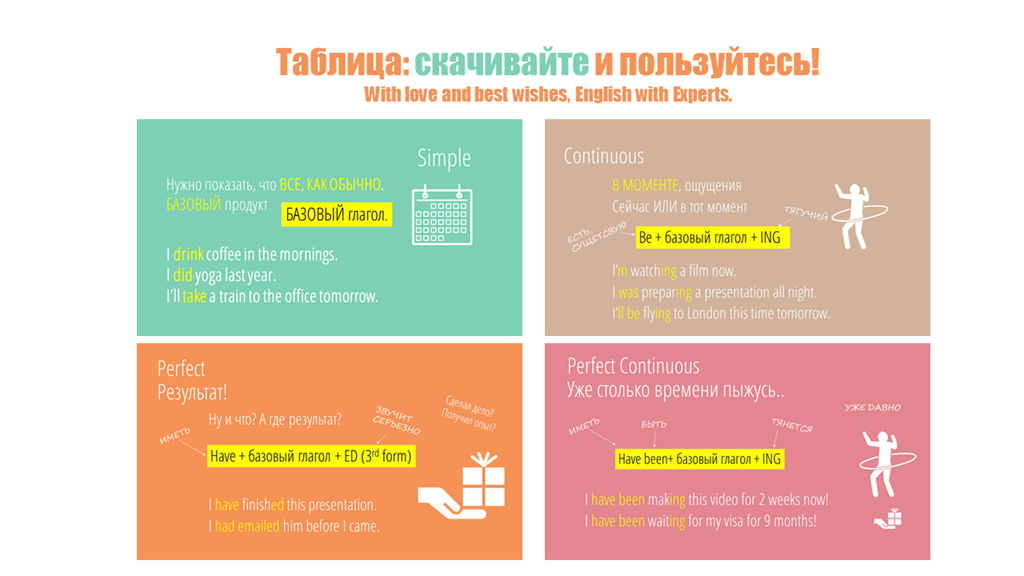 Таблица: скачивайте и пользуйтесь!
With love and best wishes, English with Experts.
Simple
Нужно показать, что ВСЕ, КАК ОБЫЧНО.
БАЗОВЫЙ продукт
БАЗОВЫЙ глагол.
I drink coffee in the mornings.
I did yoga last year.
I'll take a train to the office tomorrow.
Continuous
В МОМЕНТЕ, ощущения
Сейчас ИЛИ в тот момент
ТЯГУЧИЙ
ЕСТЬ,
СУЩЕТСВУЮ
Be + базовый глагол + ING
I'm watching a film now.
I was preparing a presentation all night.
I'll be flying to London this time tomorrow.
Perfect
Результат!
Ну и что? А где результат?
ЗВУЧИТ
СЕРЬЕЗНО
Сделал дело?
Получил опыт?
ИМЕТЬ
Have + базовый глагол + ED (3rd form)
I have finished this presentation.
I had emailed him before I came.
Perfect Continuous
Уже столько времени пыжусь..
УЖЕ ДАВНО
ИМЕТЬ
БЫТЬ
ТЯНЕТСЯ
Have been+ базовый глагол + ING
I have been making this video for 2 weeks now!
I have been waiting for my visa for 9 months!